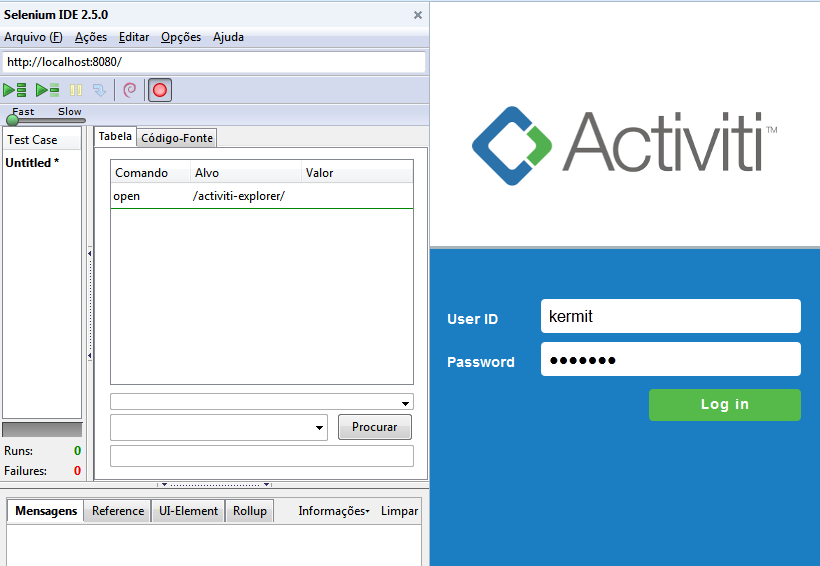 Selenium IDE 2.5.0
Arquivo (F) Ações Editar Opções Ajuda
http://localhost:8080/
Fast Slow
Test Case
Untitled *
Tabela Código-Fonte
Comando Alvo Valor
open /activiti-explorer/
Procurar
Runs: 0
Failures: 0
Mensagens Reference UI-Element Rollup Informações Limpar
Activiti™
User ID kermit
Password •••••••
Log in